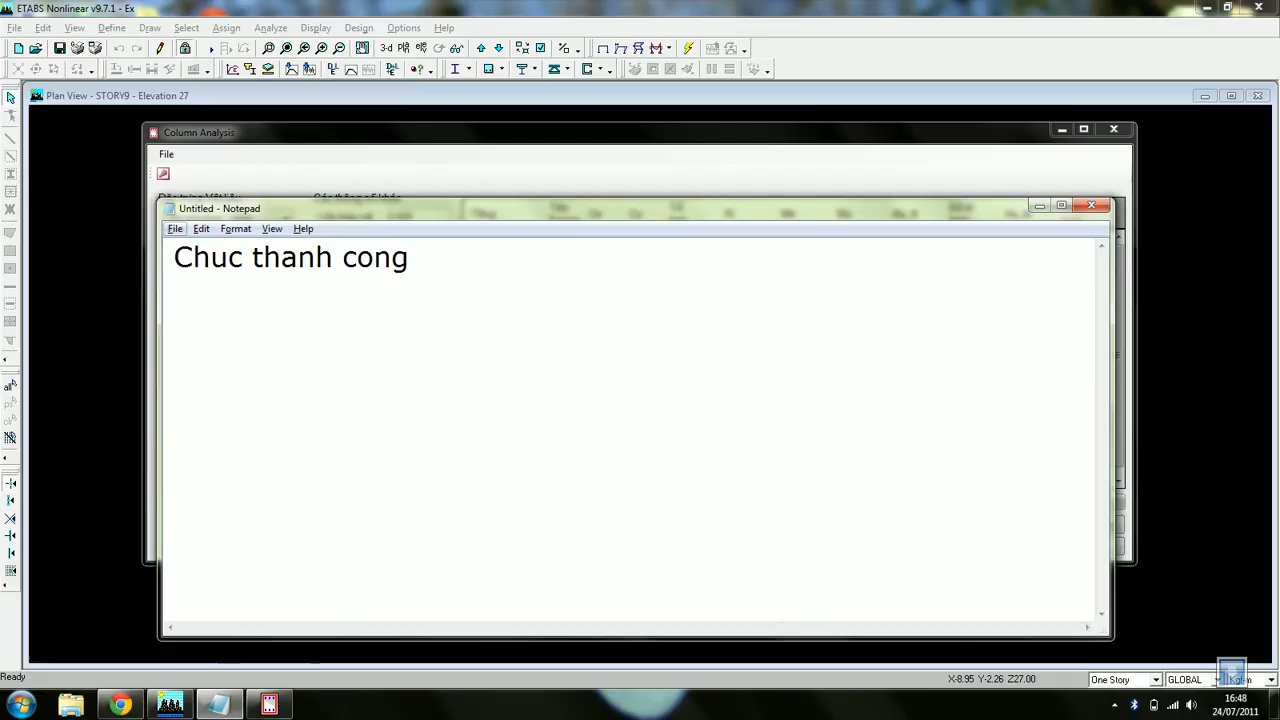 ETABS Nonlinear v9.7.1 - Ex
File Edit View Define Draw Select Assign Analyze Display Design Options Help
3-d
Plan View - STORY9 - Elevation 27
Column Analysis
File
Untitled - Notepad
File Edit Format View Help
Chuc thanh cong
all
Ready
X-8.95 Y-2.26 Z27.00
One Story
GLOBAL
16:48
24/07/2011